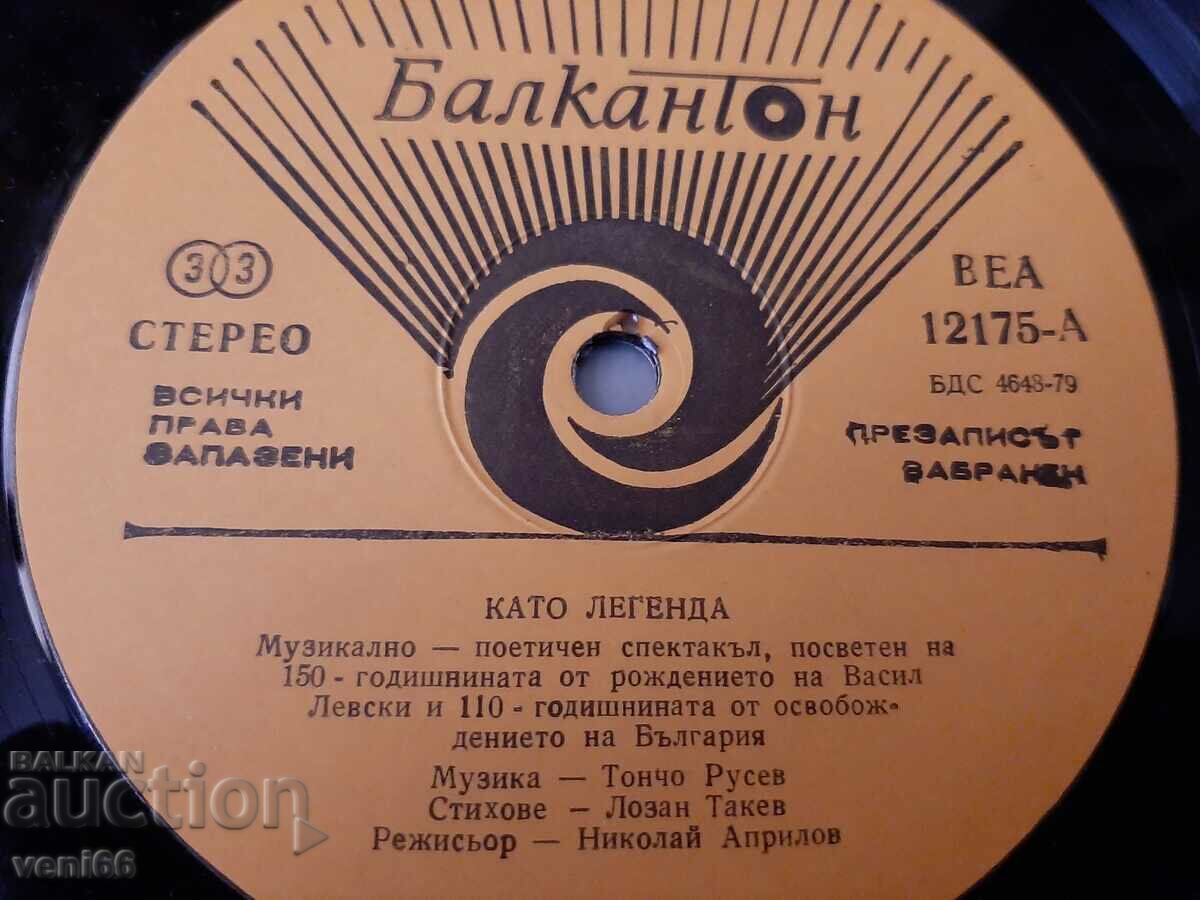 Балкантон
33
СТЕРЕО
ВСИЧКИ
ПРАВА
ЗАПАЗЕНИ
ВЕА
12175-А
БДС 4648-79
ПРЕЗАПИСЪТ
ЗАБРАНЕН
КАТО ЛЕГЕНДА
Музикално — поетичен спектакъл, посветен на
150 - годишнината от рождението на Васил
Левски и 110 - годишнината от освобож-
дението на България
Музика — Тончо Русев
Стихове — Лозан Такев
Режисьор — Николай Априлов
BALKAN
auction
veni66